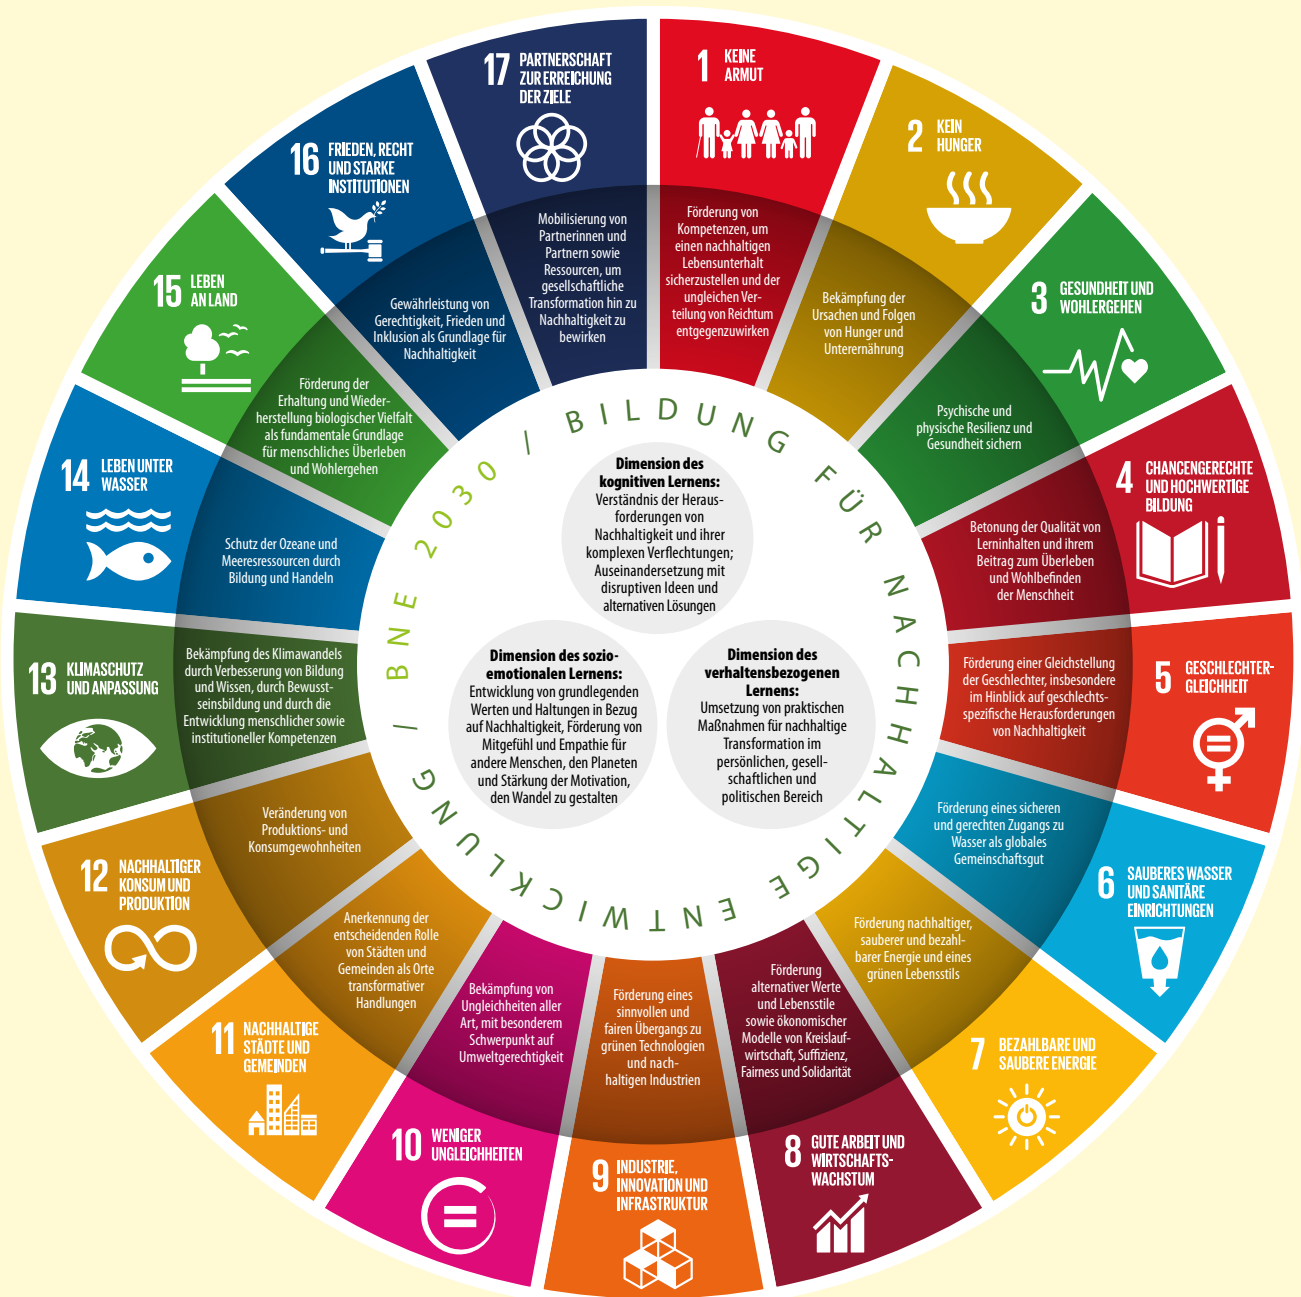 1 KEINE
ARMUT
Förderung von
Kompetenzen, um
einen nachhaltigen
Lebensunterhalt
sicherzustellen und der
ungleichen Ver-
teilung von Reichtum
entgegenzuwirken
2 KEIN
HUNGER
Bekämpfung der
Ursachen und Folgen
von Hunger und
Unterernährung
3 GESUNDHEIT UND
WOHLERGEHEN
Psychische und
physische Resilienz und
Gesundheit sichern
4 CHANCENGERECHTE
UND HOCHWERTIGE
BILDUNG
Betonung der Qualität von
Lerninhalten und ihrem
Beitrag zum Überleben
und Wohlbefinden
der Menschheit
5 GESCHLECHTER-
GLEICHHEIT
Förderung einer Gleichstellung
der Geschlechter, insbesondere
im Hinblick auf geschlechts-
spezifische Herausforderungen
von Nachhaltigkeit
6 SAUBERES WASSER
UND SANITÄRE
EINRICHTUNGEN
Förderung eines sicheren
und gerechten Zugangs zu
Wasser als globales
Gemeinschaftsgut
7 BEZAHLBARE UND
SAUBERE ENERGIE
Förderung nachhaltiger,
sauberer und bezahl-
barer Energie und eines
grünen Lebensstils
8 GUTE ARBEIT UND
WIRTSCHAFTS-
WACHSTUM
Förderung
alternativer Werte
und Lebensstile
sowie ökonomischer
Modelle von Kreislauf-
wirtschaft, Suffizienz,
Fairness und Solidarität
9 INDUSTRIE,
INNOVATION UND
INFRASTRUKTUR
Förderung eines
sinnvollen und
fairen Übergangs zu
grünen Technologien
und nach-
haltigen Industrien
10 WENIGER
UNGLEICHHEITEN
Bekämpfung von
Ungleichheiten aller
Art, mit besonderem
Schwerpunkt auf
Umweltgerechtigkeit
11 NACHHALTIGE
STÄDTE UND
GEMEINDEN
Anerkennung der
entscheidenden Rolle
von Städten und
Gemeinden als Orte
transformativer
Handlungen
12 NACHHALTIGER
KONSUM UND
PRODUKTION
Veränderung von
Produktions- und
Konsumgewohnheiten
13 KLIMASCHUTZ
UND ANPASSUNG
Bekämpfung des Klimawandels
durch Verbesserung von Bildung
und Wissen, durch Bewusst-
seinsbildung und durch die
Entwicklung menschlicher sowie
institutioneller Kompetenzen
14 LEBEN UNTER
WASSER
Schutz der Ozeane und
Meeresressourcen durch
Bildung und Handeln
15 LEBEN
AN LAND
Förderung der
Erhaltung und Wieder-
herstellung biologischer Vielfalt
als fundamentale Grundlage
für menschliches Überleben
und Wohlergehen
16 FRIEDEN, RECHT
UND STARKE
INSTITUTIONEN
Gewährleistung von
Gerechtigkeit, Frieden und
Inklusion als Grundlage für
Nachhaltigkeit
17 PARTNERSCHAFT
ZUR ERREICHUNG
DER ZIELE
Mobilisierung von
Partnerinnen und
Partnern sowie
Ressourcen, um
gesellschaftliche
Transformation hin zu
Nachhaltigkeit zu
bewirken
/ BILDUNG FÜR NACHHALTIGE ENTWICKLUNG / BNE 2030
Dimension des
kognitiven Lernens:
Verständnis der Heraus-
forderungen von
Nachhaltigkeit und ihrer
komplexen Verflechtungen;
Auseinandersetzung mit
disruptiven Ideen und
alternativen Lösungen
Dimension des sozio-
emotionalen Lernens:
Entwicklung von grundlegenden
Werten und Haltungen in Bezug
auf Nachhaltigkeit, Förderung von
Mitgefühl und Empathie für
andere Menschen, den Planeten
und Stärkung der Motivation,
den Wandel zu gestalten
Dimension des
verhaltensbezogenen
Lernens:
Umsetzung von praktischen
Maßnahmen für nachhaltige
Transformation im
persönlichen, gesell-
schaftlichen und
politischen Bereich